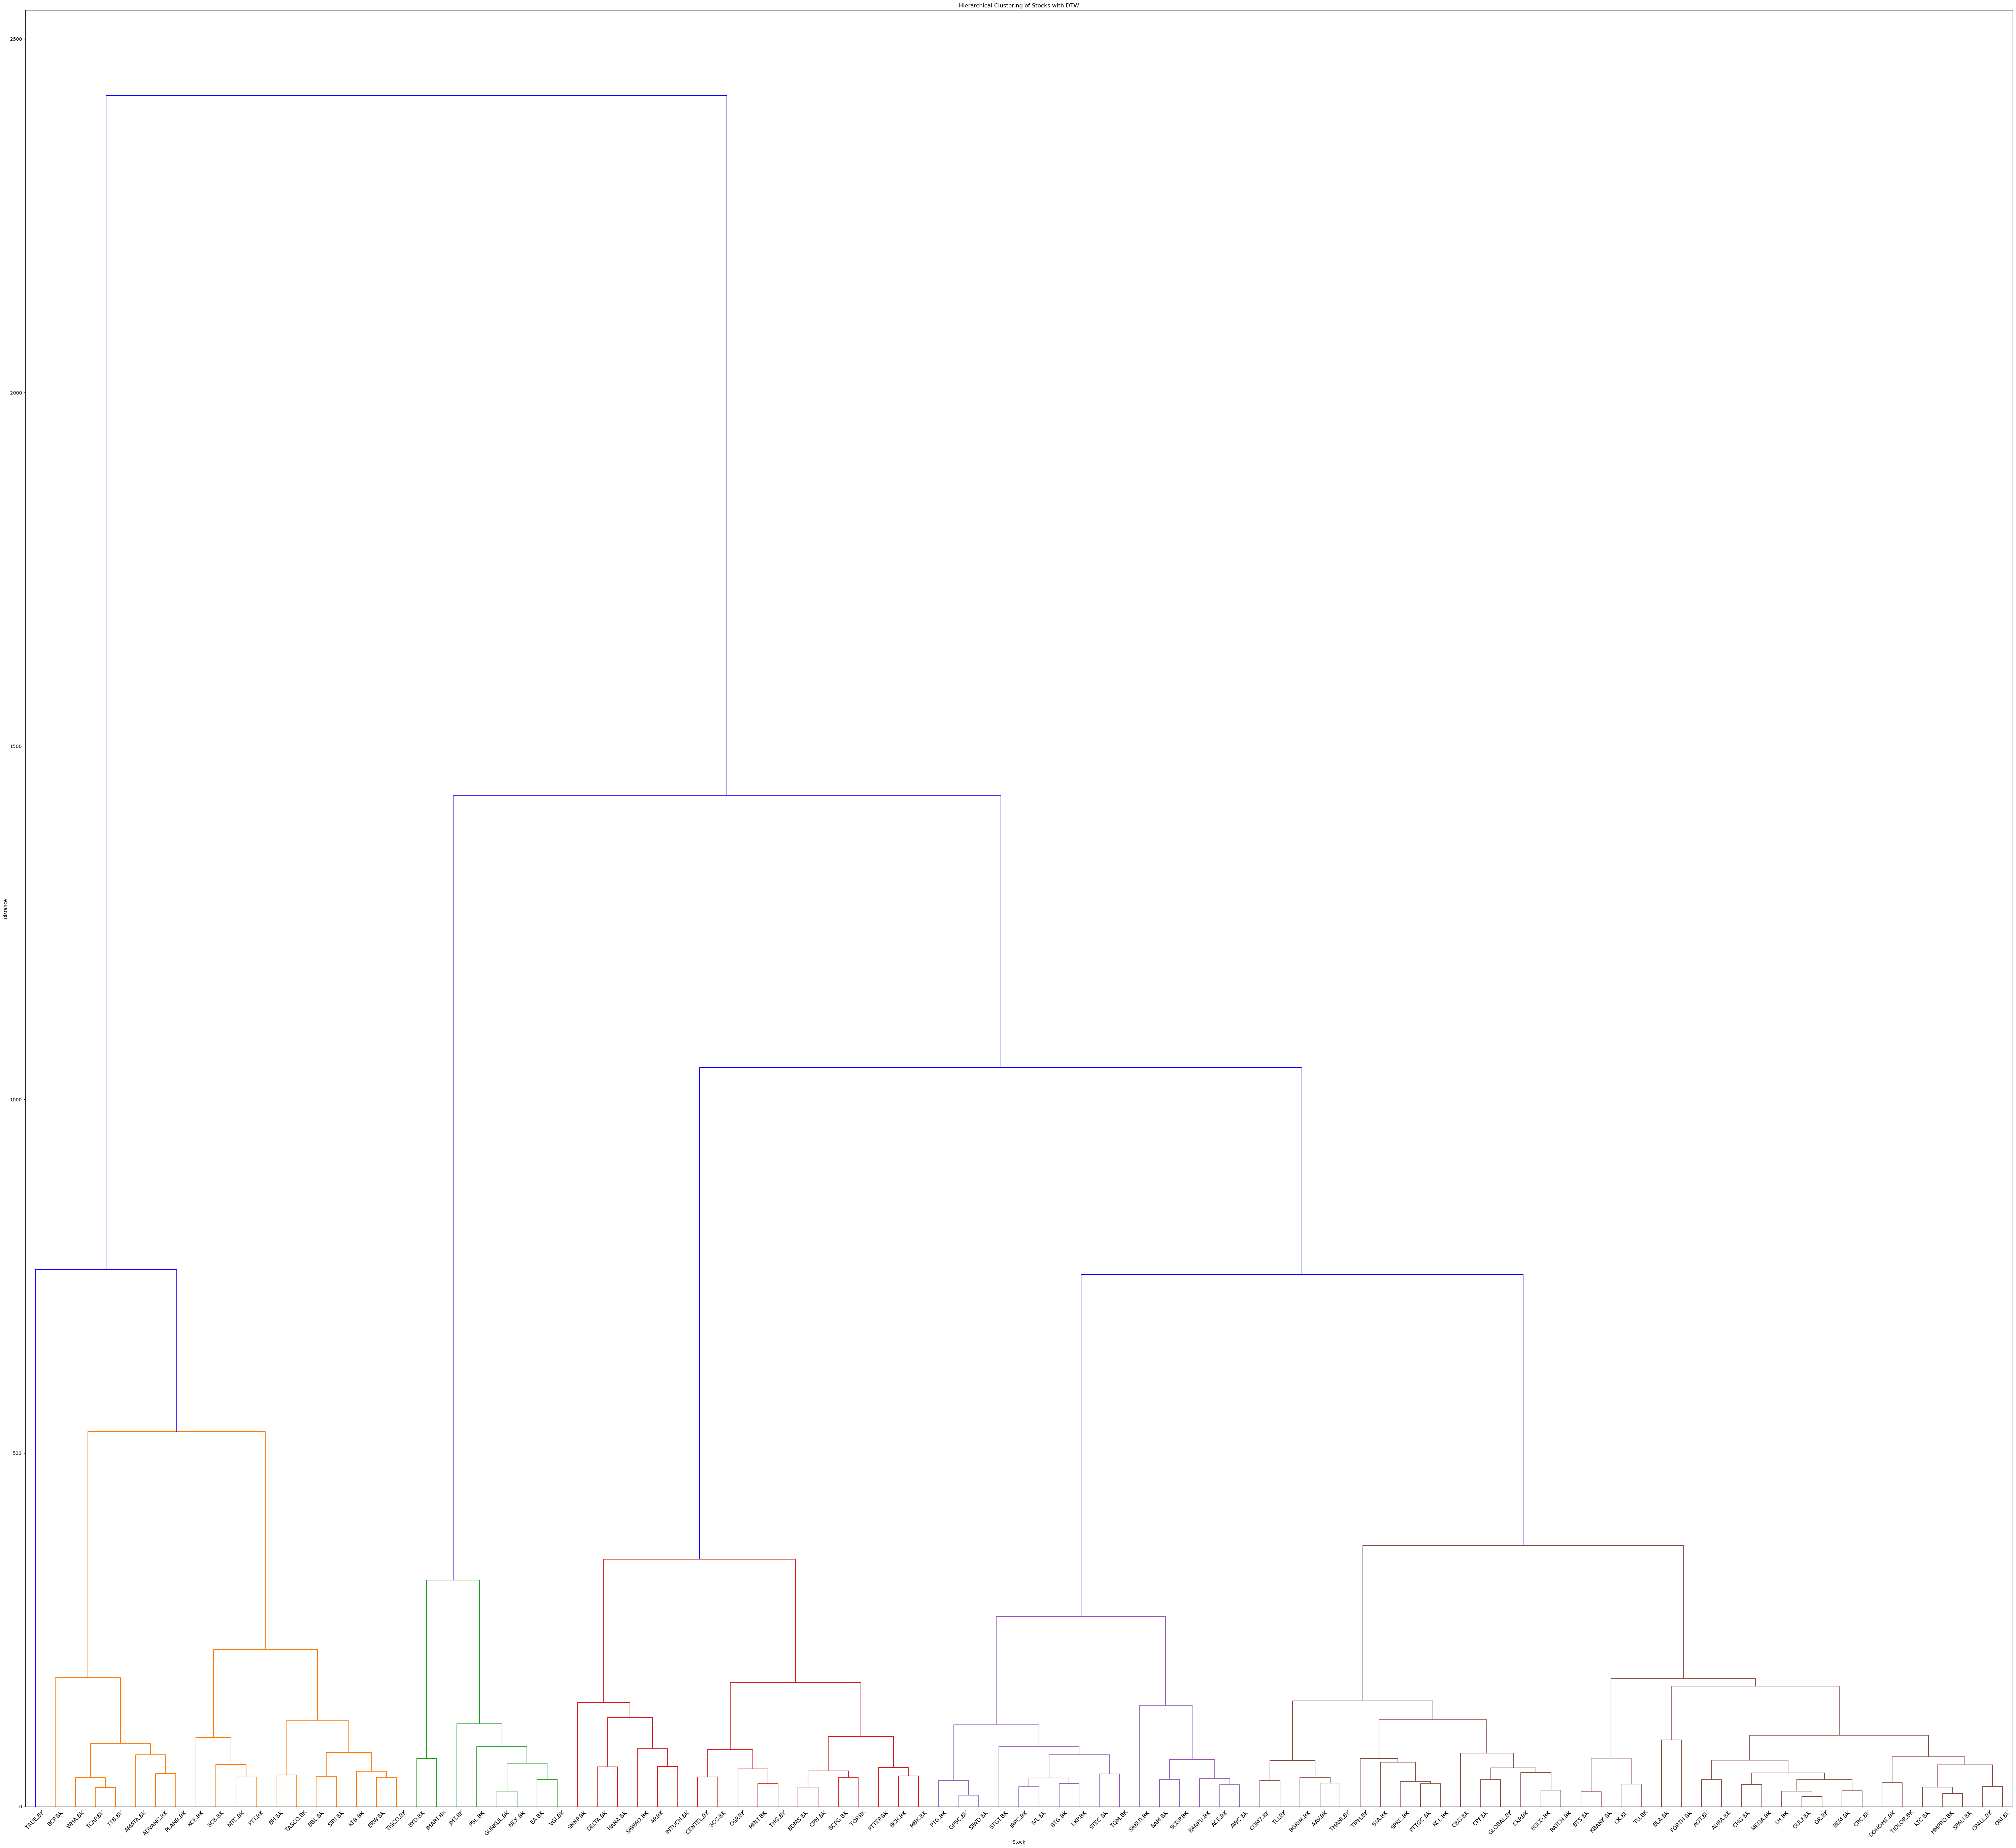 Hierarchical Clustering of Stocks with DTW
2500
2000
1500
1000
500
0
Distance
TRUE.BK
BCP.BK
WHA.BK
TCAP.BK
TTB.BK
AMATA.BK
ADVANC.BK
PLANB.BK
KCE.BK
SCB.BK
MTC.BK
PTT.BK
BH.BK
TASCO.BK
BBL.BK
SIRI.BK
KTB.BK
ERW.BK
TISCO.BK
BYD.BK
JMART.BK
JMT.BK
PSL.BK
GUNKUL.BK
NEX.BK
EA.BK
VGI.BK
SNNP.BK
DELTA.BK
HANA.BK
SAWAD.BK
AP.BK
INTUCH.BK
CENTEL.BK
SCC.BK
OSP.BK
MINT.BK
THG.BK
BDMS.BK
CPN.BK
BCPG.BK
TOP.BK
PTTEP.BK
BCH.BK
MBK.BK
PTG.BK
GPSC.BK
SJWD.BK
STGT.BK
IRPC.BK
IVL.BK
BTG.BK
KKP.BK
STEC.BK
TQM.BK
SABUY.BK
BAM.BK
SCGP.BK
BANPU.BK
ACE.BK
AWC.BK
COM7.BK
TLI.BK
BGRIM.BK
AAV.BK
THANI.BK
TIPH.BK
STA.BK
SPRC.BK
PTTGC.BK
RCL.BK
CBG.BK
CPF.BK
GLOBAL.BK
CKP.BK
EGCO.BK
RATCH.BK
BTS.BK
KBANK.BK
CK.BK
TU.BK
BLA.BK
FORTH.BK
AOT.BK
AURA.BK
CHG.BK
MEGA.BK
LH.BK
GULF.BK
OR.BK
BEM.BK
CRC.BK
DOHOME.BK
TIDLOR.BK
KTC.BK
HMPRO.BK
SPALI.BK
CPALL.BK
ORI.BK
Stock